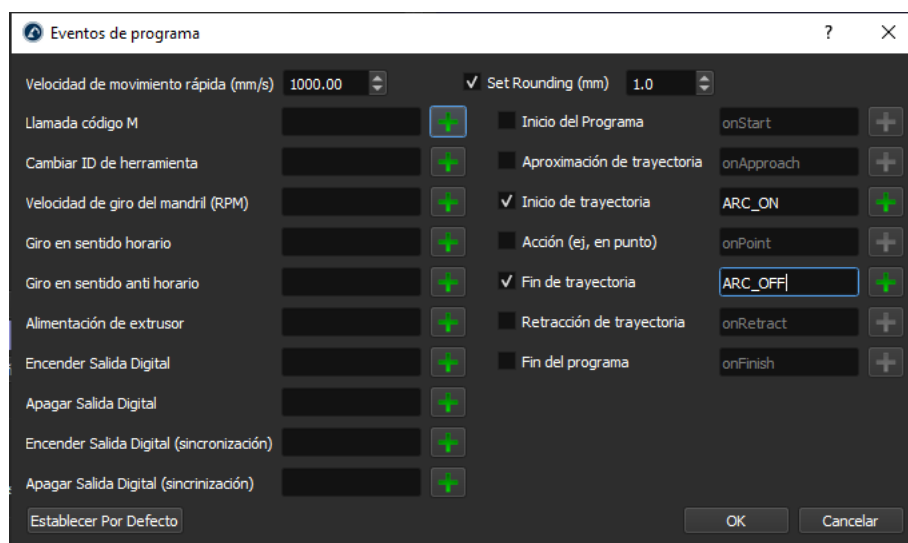 Eventos de programa
Velocidad de movimiento rápida (mm/s) 1000.00 Set Rounding (mm) 1.0
Llamada código M Inicio del Programa onStart
Cambiar ID de herramienta Aproximación de trayectoria onApproach
Velocidad de giro del mandril (RPM) Inicio de trayectoria ARC_ON
Giro en sentido horario Acción (ej, en punto) onPoint
Giro en sentido anti horario Fin de trayectoria ARC_OFF
Alimentación de extrusor Retracción de trayectoria onRetract
Encender Salida Digital Fin del programa onFinish
Apagar Salida Digital
Encender Salida Digital (sincronización)
Apagar Salida Digital (sincrinización)
Establecer Por Defecto OK Cancelar